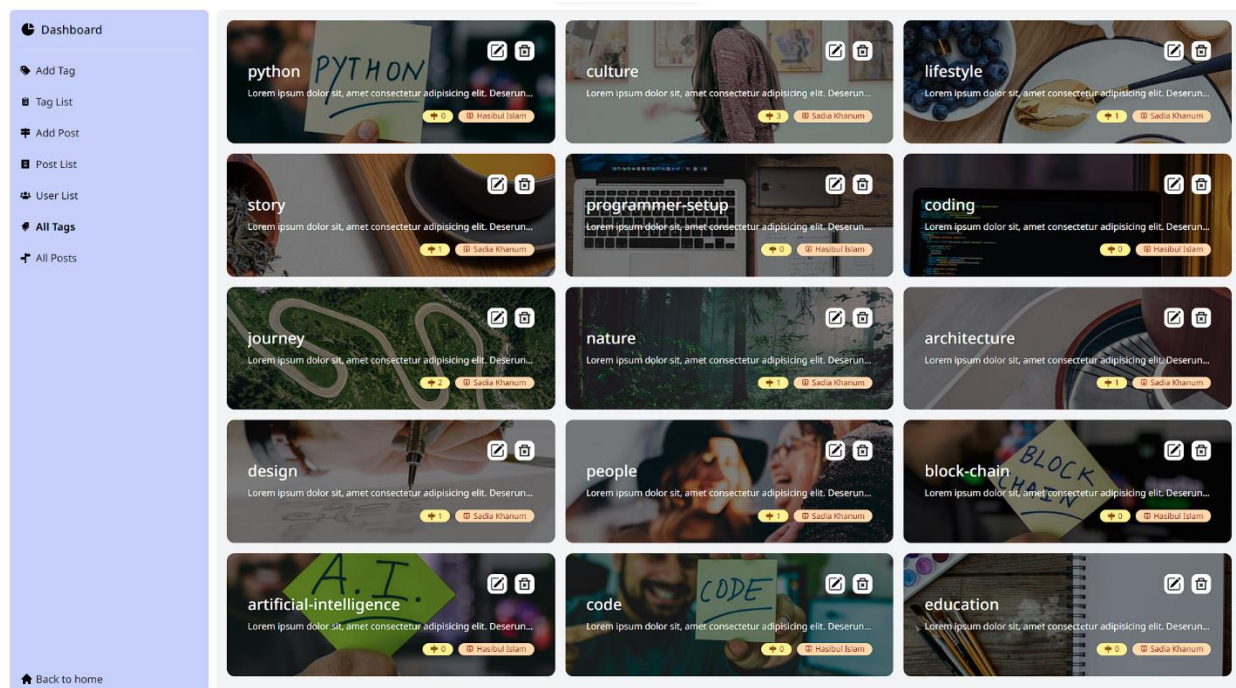 Dashboard
Add Tag
Tag List
Add Post
Post List
User List
All Tags
All Posts
Back to home
PYTHON
python
Lorem ipsum dolor sit, amet consectetur adipisicing elit. Deserun...
0 Hasibul Islam
culture
Lorem ipsum dolor sit, amet consectetur adipisicing elit. Deserun...
3 Sadia Khanum
lifestyle
Lorem ipsum dolor sit, amet consectetur adipisicing elit. Deserun...
1 Sadia Khanum
story
Lorem ipsum dolor sit, amet consectetur adipisicing elit. Deserun...
1 Sadia Khanum
programmer-setup
Lorem ipsum dolor sit, amet consectetur adipisicing elit. Deserun...
0 Hasibul Islam
coding
Lorem ipsum dolor sit, amet consectetur adipisicing elit. Deserun...
0 Hasibul Islam
journey
Lorem ipsum dolor sit, amet consectetur adipisicing elit. Deserun...
2 Sadia Khanum
nature
Lorem ipsum dolor sit, amet consectetur adipisicing elit. Deserun...
1 Sadia Khanum
architecture
Lorem ipsum dolor sit, amet consectetur adipisicing elit. Deserun...
1 Sadia Khanum
design
Lorem ipsum dolor sit, amet consectetur adipisicing elit. Deserun...
1 Sadia Khanum
people
Lorem ipsum dolor sit, amet consectetur adipisicing elit. Deserun...
1 Sadia Khanum
BLOCK
CHAIN
block-chain
Lorem ipsum dolor sit, amet consectetur adipisicing elit. Deserun...
0 Hasibul Islam
A.I.
artificial-intelligence
Lorem ipsum dolor sit, amet consectetur adipisicing elit. Deserun...
0 Hasibul Islam
CODE
code
Lorem ipsum dolor sit, amet consectetur adipisicing elit. Deserun...
0 Hasibul Islam
education
Lorem ipsum dolor sit, amet consectetur adipisicing elit. Deserun...
0 Sadia Khanum